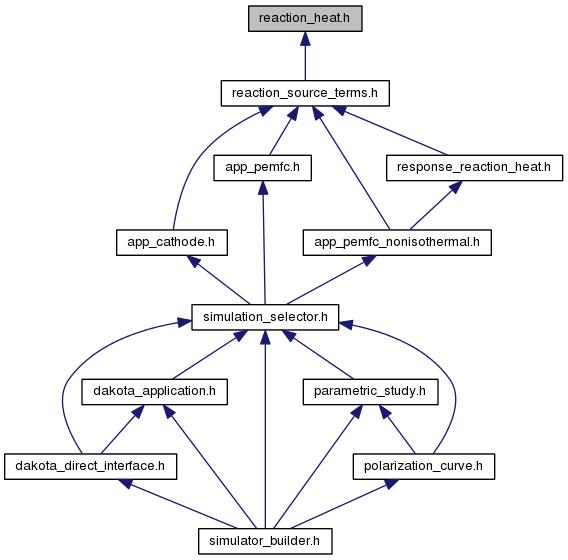 reaction_heat.h
reaction_source_terms.h
app_pemfc.h
response_reaction_heat.h
app_cathode.h
app_pemfc_nonisothermal.h
simulation_selector.h
dakota_application.h
parametric_study.h
dakota_direct_interface.h
polarization_curve.h
simulator_builder.h